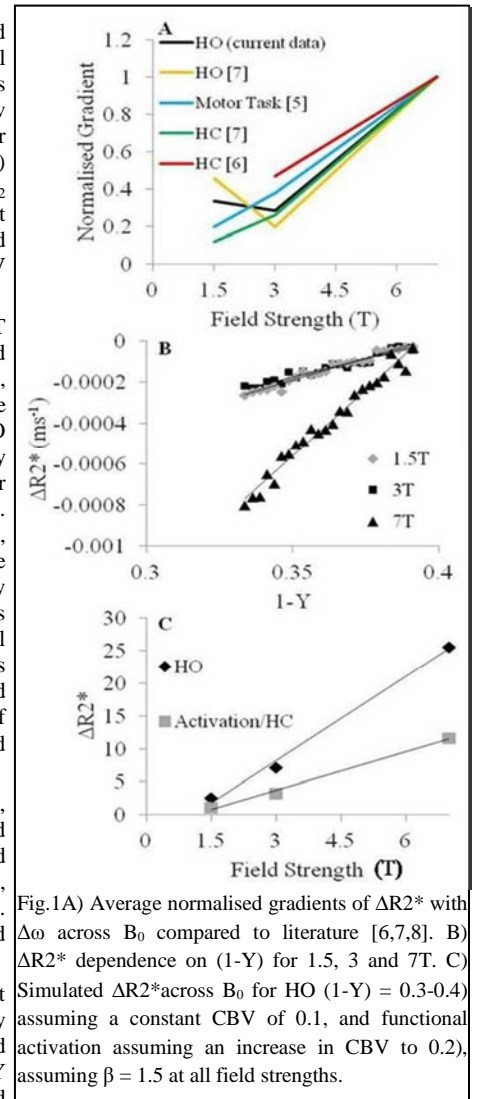 A
1.2
1
0.8
0.6
0.4
0.2
0
Normalised Gradient
HO (current data)
HO [7]
Motor Task [5]
HC [7]
HC [6]
0 1.5 3 4.5 6
Field Strength (T)
B
0
-0.0002
-0.0004
-0.0006
-0.0008
-0.001
ΔR2* (ms⁻¹)
1.5T
3T
7T
0.3 0.35 0.4
1-Y
C
30
25
20
15
10
5
0
ΔR2*
HO
Activation/HC
0 1.5 3 4.5 6
Field Strength (T)
Fig.1A) Average normalised gradients of ΔR2* with
Δω across B₀ compared to literature [6,7,8]. B)
ΔR2* dependence on (1-Y) for 1.5, 3 and 7T. C)
Simulated ΔR2*across B₀ for HO (1-Y) = 0.3-0.4)
assuming a constant CBV of 0.1, and functional
activation assuming an increase in CBV to 0.2),
assuming β = 1.5 at all field strengths.